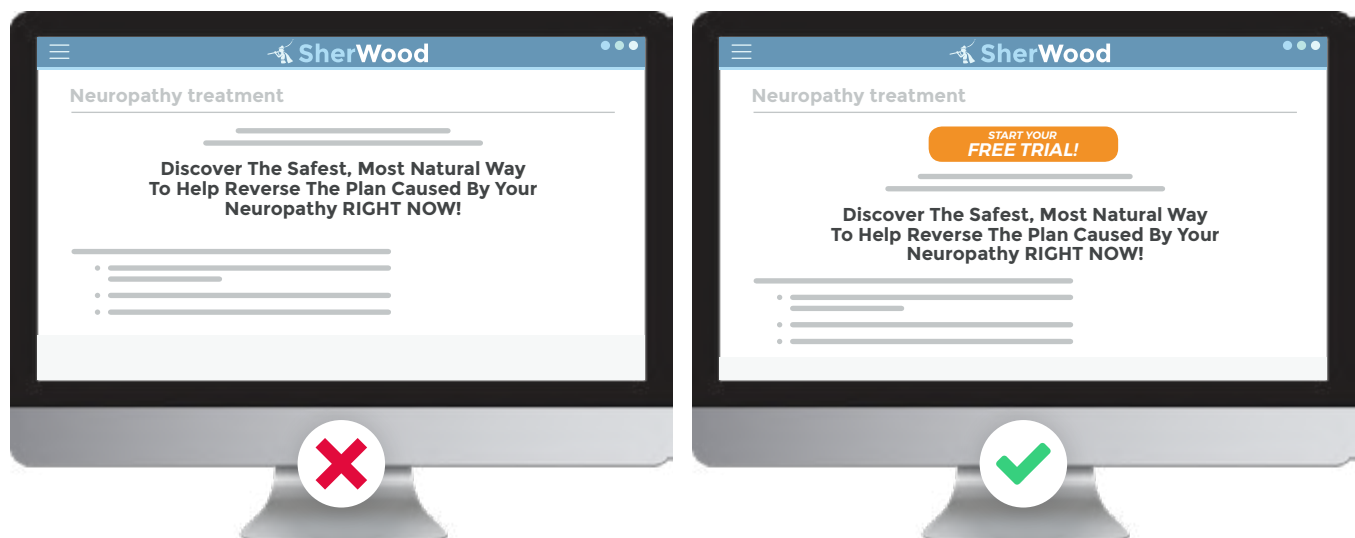 SherWood
Neuropathy treatment
Discover The Safest, Most Natural Way
To Help Reverse The Plan Caused By Your
Neuropathy RIGHT NOW!
SherWood
Neuropathy treatment
START YOUR
FREE TRIAL!
Discover The Safest, Most Natural Way
To Help Reverse The Plan Caused By Your
Neuropathy RIGHT NOW!